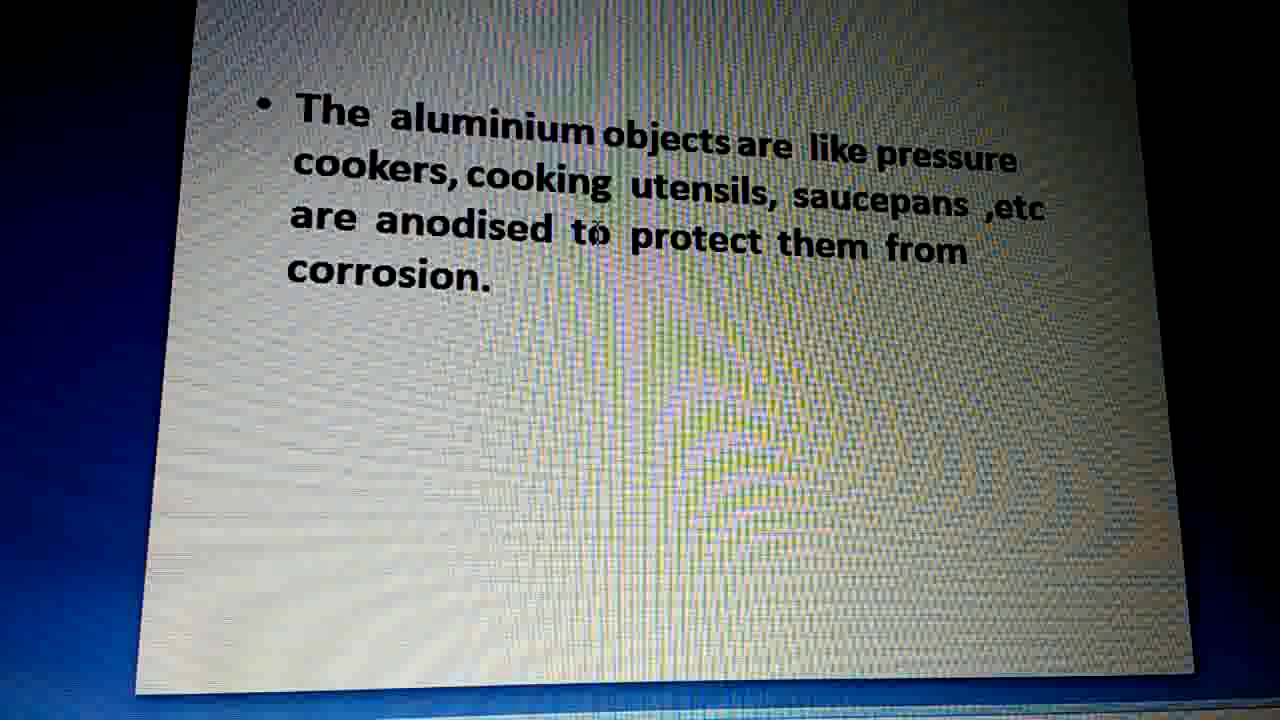 • The aluminium objects are like pressure
cookers, cooking utensils, saucepans ,etc
are anodised to protect them from
corrosion.